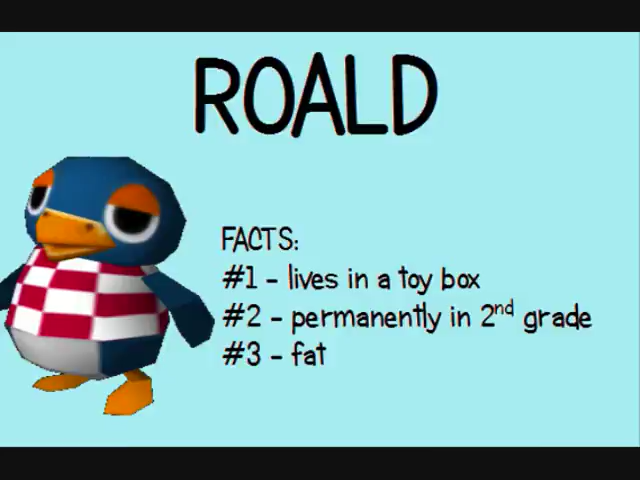 ROALD
FACTS:
#1 - lives in a toy box
#2 - permanently in 2nd grade
#3 - fat